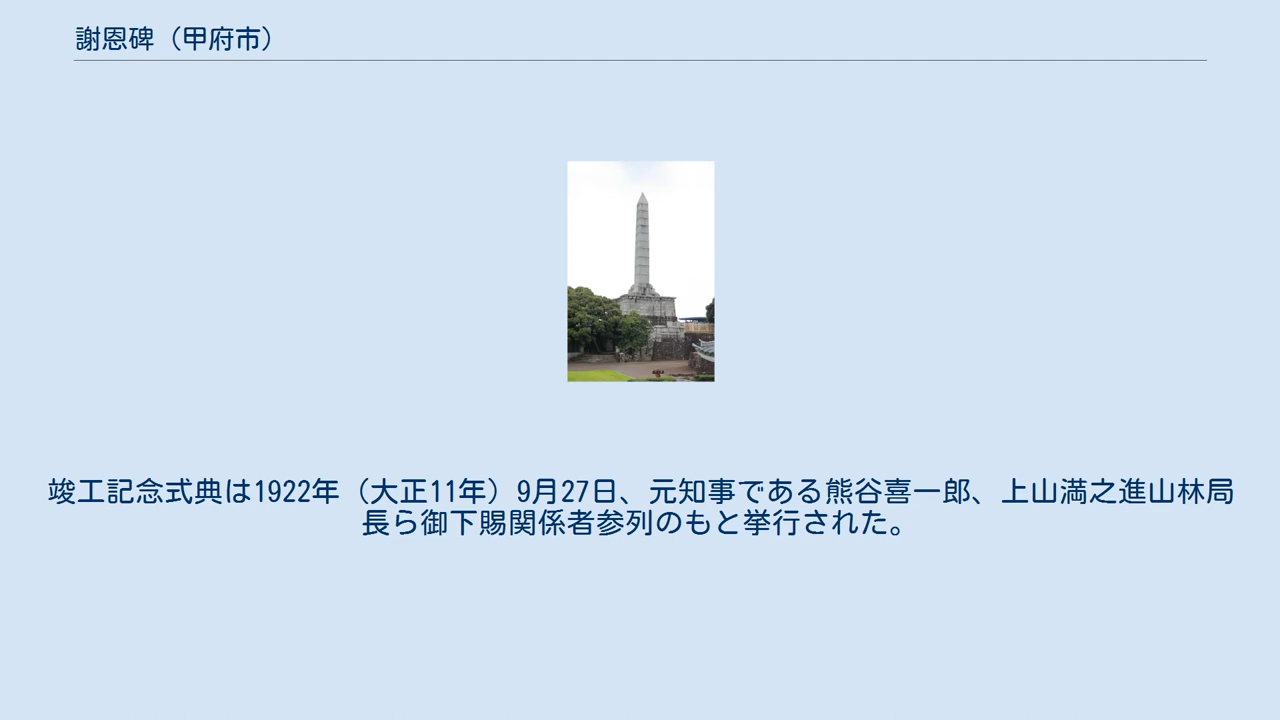 謝恩碑（甲府市）
竣工記念式典は1922年（大正11年）9月27日、元知事である熊谷喜一郎、上山満之進山林局
長ら御下賜関係者参列のもと挙行された。